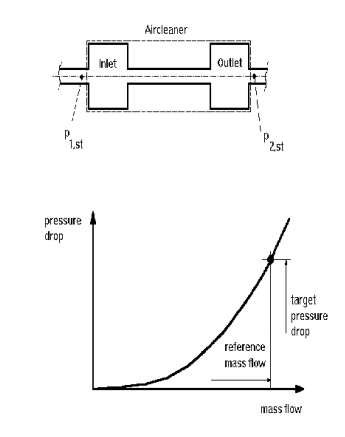 Aircleaner
Inlet
Outlet
P1,st
P2,st
pressure
drop
target
pressure
drop
reference
mass flow
mass flow